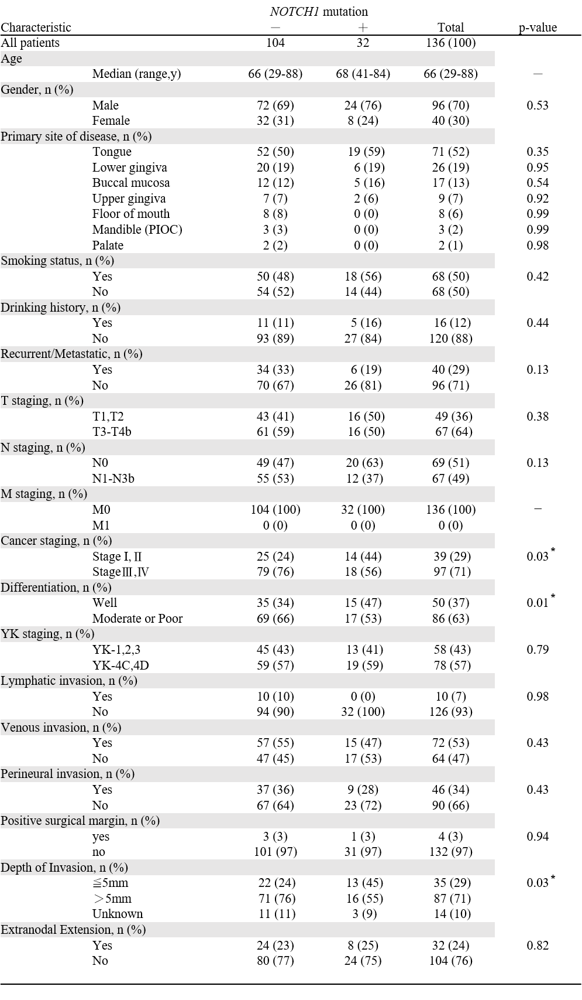 NOTCH1 mutation
Characteristic － ＋ Total p-value
All patients 104 32 136 (100)
Age
Median (range,y) 66 (29-88) 68 (41-84) 66 (29-88) －
Gender, n (%)
Male 72 (69) 24 (76) 96 (70) 0.53
Female 32 (31) 8 (24) 40 (30)
Primary site of disease, n (%)
Tongue 52 (50) 19 (59) 71 (52) 0.35
Lower gingiva 20 (19) 6 (19) 26 (19) 0.95
Buccal mucosa 12 (12) 5 (16) 17 (13) 0.54
Upper gingiva 7 (7) 2 (6) 9 (7) 0.92
Floor of mouth 8 (8) 0 (0) 8 (6) 0.99
Mandible (PIOC) 3 (3) 0 (0) 3 (2) 0.99
Palate 2 (2) 0 (0) 2 (1) 0.98
Smoking status, n (%)
Yes 50 (48) 18 (56) 68 (50) 0.42
No 54 (52) 14 (44) 68 (50)
Drinking history, n (%)
Yes 11 (11) 5 (16) 16 (12) 0.44
No 93 (89) 27 (84) 120 (88)
Recurrent/Metastatic, n (%)
Yes 34 (33) 6 (19) 40 (29) 0.13
No 70 (67) 26 (81) 96 (71)
T staging, n (%)
T1,T2 43 (41) 16 (50) 49 (36) 0.38
T3-T4b 61 (59) 16 (50) 67 (64)
N staging, n (%)
N0 49 (47) 20 (63) 69 (51) 0.13
N1-N3b 55 (53) 12 (37) 67 (49)
M staging, n (%)
M0 104 (100) 32 (100) 136 (100) −
M1 0 (0) 0 (0) 0 (0)
Cancer staging, n (%)
Stage I, Ⅱ 25 (24) 14 (44) 39 (29) 0.03*
StageⅢ,Ⅳ 79 (76) 18 (56) 97 (71)
Differentiation, n (%)
Well 35 (34) 15 (47) 50 (37) 0.01*
Moderate or Poor 69 (66) 17 (53) 86 (63)
YK staging, n (%)
YK-1,2,3 45 (43) 13 (41) 58 (43) 0.79
YK-4C,4D 59 (57) 19 (59) 78 (57)
Lymphatic invasion, n (%)
Yes 10 (10) 0 (0) 10 (7) 0.98
No 94 (90) 32 (100) 126 (93)
Venous invasion, n (%)
Yes 57 (55) 15 (47) 72 (53) 0.43
No 47 (45) 17 (53) 64 (47)
Perineural invasion, n (%)
Yes 37 (36) 9 (28) 46 (34) 0.43
No 67 (64) 23 (72) 90 (66)
Positive surgical margin, n (%)
yes 3 (3) 1 (3) 4 (3) 0.94
no 101 (97) 31 (97) 132 (97)
Depth of Invasion, n (%)
≦5mm 22 (24) 13 (45) 35 (29) 0.03*
＞5mm 71 (76) 16 (55) 87 (71)
Unknown 11 (11) 3 (9) 14 (10)
Extranodal Extension, n (%)
Yes 24 (23) 8 (25) 32 (24) 0.82
No 80 (77) 24 (75) 104 (76)